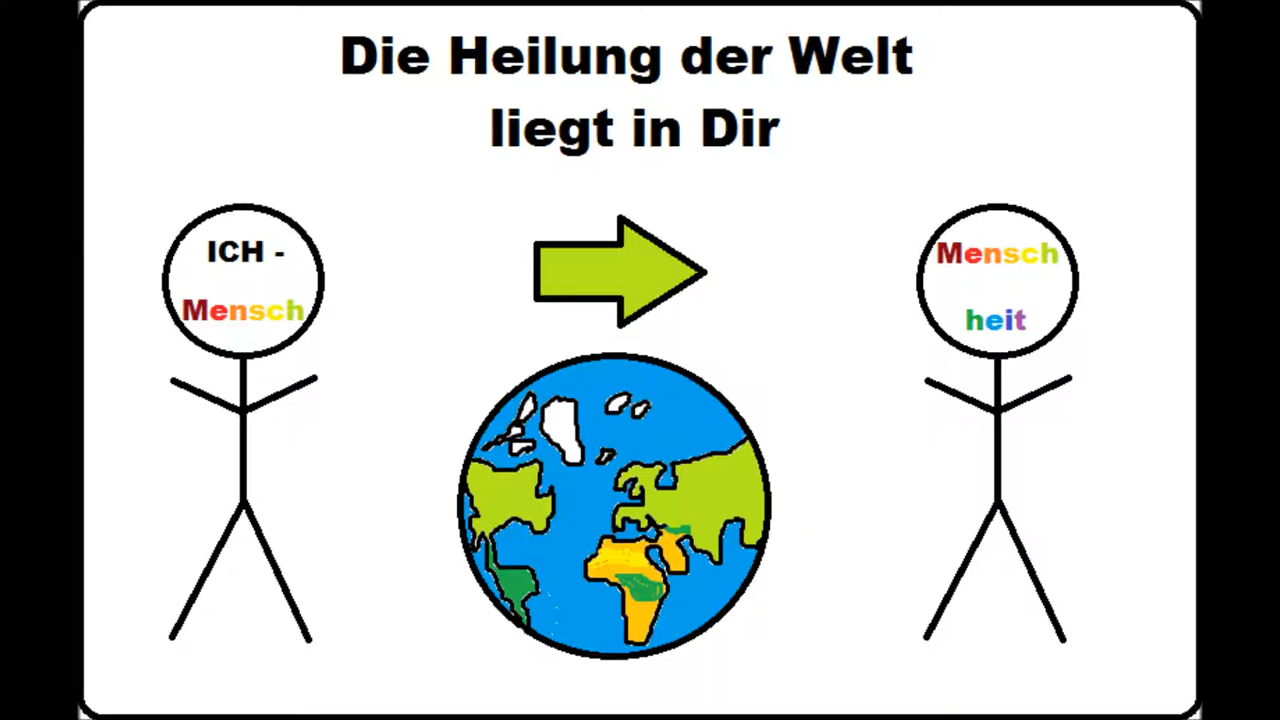 Die Heilung der Welt
liegt in Dir
ICH -
Mensch
Mensch
heit